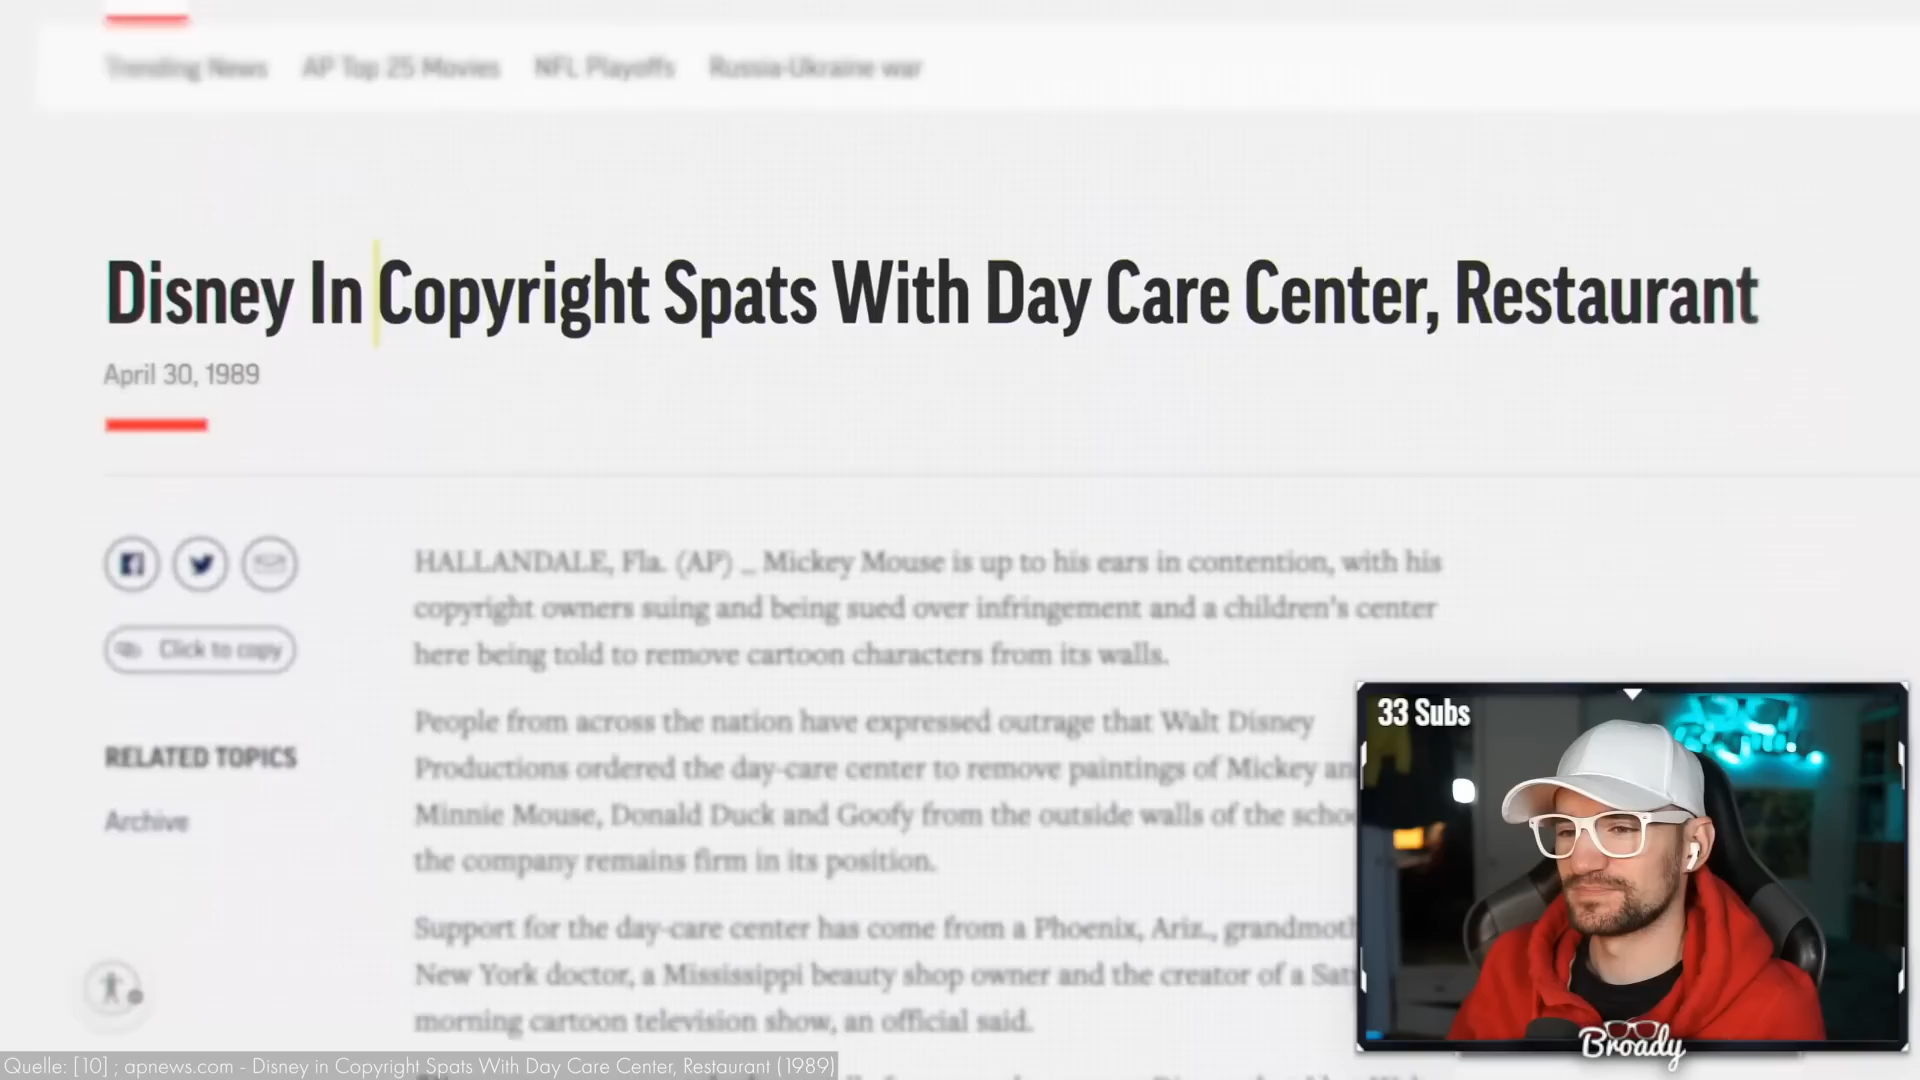 Trending News AP Top 25 Movies NFL Playoffs Russia-Ukraine war
Disney In Copyright Spats With Day Care Center, Restaurant
April 30, 1989
HALLANDALE, Fla. (AP) _ Mickey Mouse is up to his ears in contention, with his
copyright owners suing and being sued over infringement and a children's center
here being told to remove cartoon characters from its walls.
Click to copy
People from across the nation have expressed outrage that Walt Disney
Productions ordered the day-care center to remove paintings of Mickey an
Minnie Mouse, Donald Duck and Goofy from the outside walls of the scho
the company remains firm in its position.
RELATED TOPICS
Archive
Support for the day-care center has come from a Phoenix, Ariz., grandmoth
New York doctor, a Mississippi beauty shop owner and the creator of a Sat
morning cartoon television show, an official said.
33 Subs
Broady
Quelle: [10] ; apnews.com - Disney in Copyright Spats With Day Care Center, Restaurant (1989)